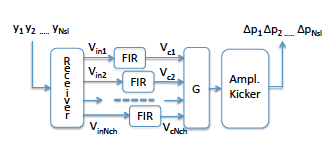 y1 y2 ..... yNsl
Δp1 Δp2 ..... ΔpNsl
Receiver
Vin1
FIR
Vc1
Vin2
FIR
Vc2
VinNch
FIR
VcNch
G
Ampl.
Kicker